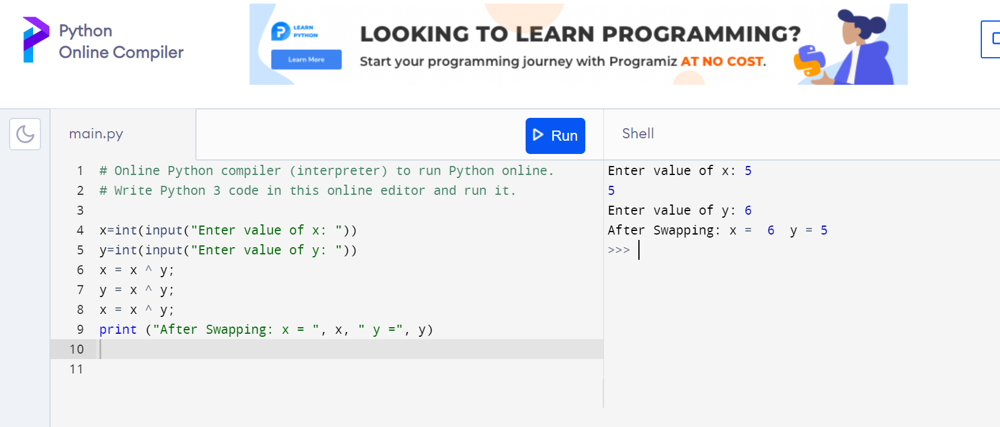 Python
Online Compiler
LEARN
PYTHON
Learn More
LOOKING TO LEARN PROGRAMMING?
Start your programming journey with Programiz AT NO COST.
main.py
Run
Shell
1 # Online Python compiler (interpreter) to run Python online.
2 # Write Python 3 code in this online editor and run it.
3
4 x=int(input("Enter value of x: "))
5 y=int(input("Enter value of y: "))
6 x = x ^ y;
7 y = x ^ y;
8 x = x ^ y;
9 print ("After Swapping: x = ", x, " y =", y)
10
11
Enter value of x: 5
5
Enter value of y: 6
After Swapping: x =  6  y = 5
>>>